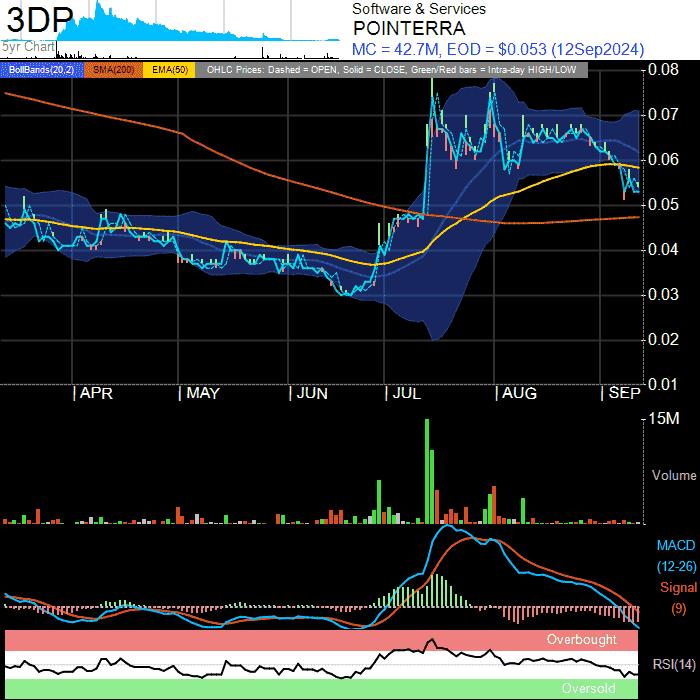 3DP
5yr Chart
Software & Services
POINTERRA
MC = 42.7M, EOD = $0.053 (12Sep2024)
BollBands(20,2) SMA(200) EMA(50) OHLC Prices: Dashed = OPEN, Solid = CLOSE, Green/Red bars = Intra-day HIGH/LOW
0.08
0.07
0.06
0.05
0.04
0.03
0.02
0.01
APR MAY JUN JUL AUG SEP
15M
Volume
MACD
(12-26)
Signal
(9)
Overbought
RSI(14)
Oversold